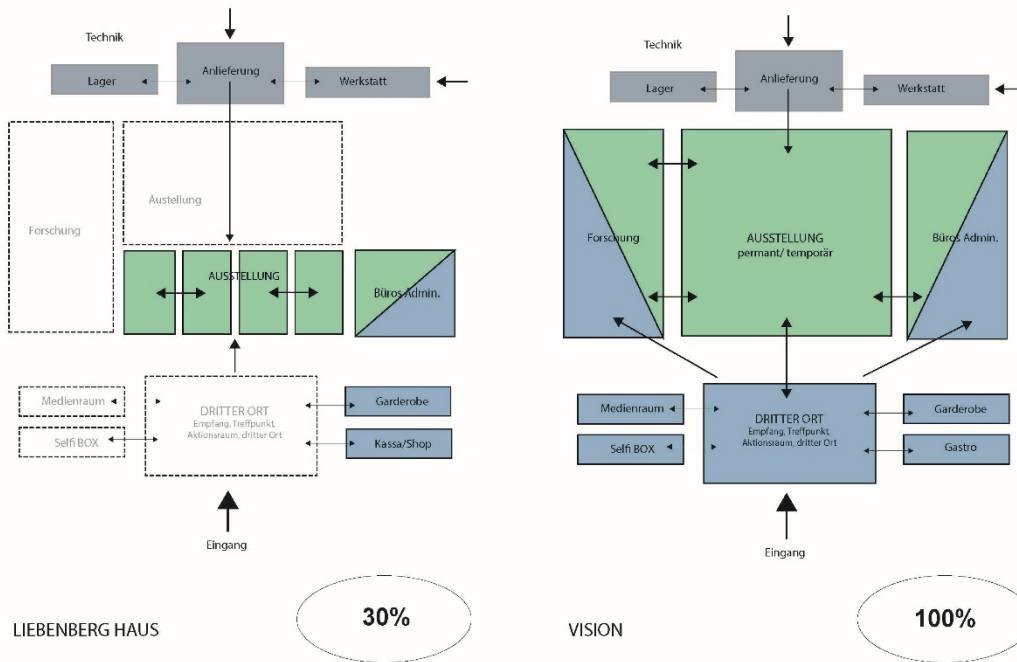 Technik
Anlieferung
Lager
Werkstatt
Forschung
Austellung
AUSSTELLUNG
Büros Admin.
Medienraum
Selfi BOX
DRITTER ORT
Empfang, Treffpunkt,
Aktionsraum, dritter Ort
Garderobe
Kassa/Shop
Eingang
LIEBENBERG HAUS
30%
Technik
Anlieferung
Lager
Werkstatt
Forschung
AUSSTELLUNG
permant/ temporär
Büros Admin.
Medienraum
Selfi BOX
DRITTER ORT
Empfang, Treffpunkt,
Aktionsraum, dritter Ort
Garderobe
Gastro
Eingang
VISION
100%